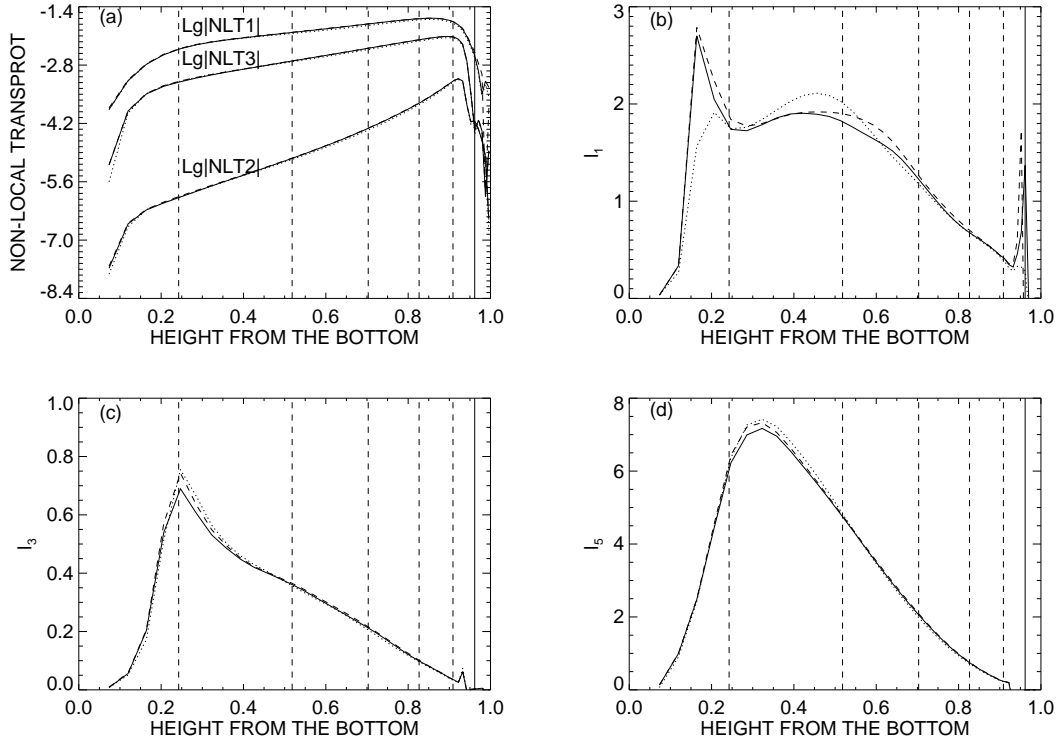 (a)
NON-LOCAL TRANSPROT
-1.4
-2.8
-4.2
-5.6
-7.0
-8.4
Lg|NLT1|
Lg|NLT3|
Lg|NLT2|
0.0 0.2 0.4 0.6 0.8 1.0
HEIGHT FROM THE BOTTOM
(b)
I1
3
2
1
0
0.0 0.2 0.4 0.6 0.8 1.0
HEIGHT FROM THE BOTTOM
(c)
I3
1.0
0.8
0.6
0.4
0.2
0.0
0.0 0.2 0.4 0.6 0.8 1.0
HEIGHT FROM THE BOTTOM
(d)
I5
8
6
4
2
0
0.0 0.2 0.4 0.6 0.8 1.0
HEIGHT FROM THE BOTTOM